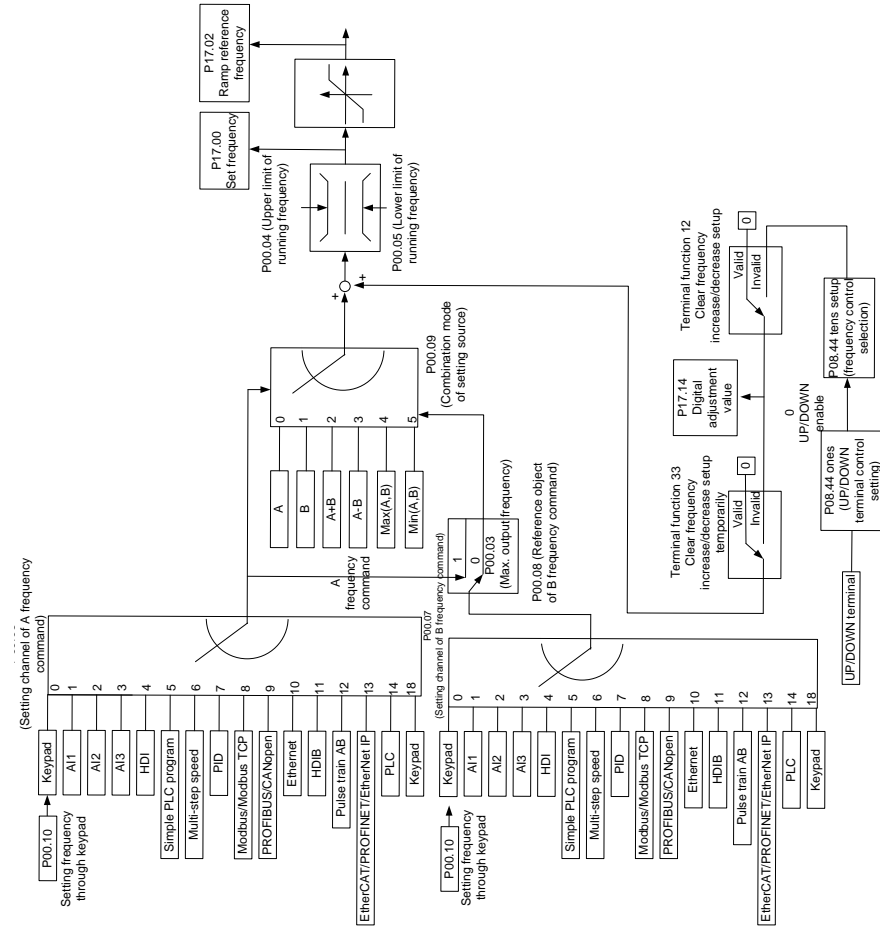 (Setting channel of A frequency
command)
P00.10
Setting frequency
through keypad
Keypad
0
AI1
1
AI2
2
AI3
3
HDI
4
Simple PLC program
5
Multi-step speed
6
PID
7
Modbus/Modbus TCP
8
PROFIBUS/CANopen
9
Ethernet
10
HDIB
11
Pulse train AB
12
EtherCAT/PROFINET/EtherNet IP
13
PLC
14
Keypad
18
P00.07
(Setting channel of B frequency command)
P00.10
Setting frequency
through keypad
Keypad
0
AI1
1
AI2
2
AI3
3
HDI
4
Simple PLC program
5
Multi-step speed
6
PID
7
Modbus/Modbus TCP
8
PROFIBUS/CANopen
9
Ethernet
10
HDIB
11
Pulse train AB
12
EtherCAT/PROFINET/EtherNet IP
13
PLC
14
Keypad
18
A
frequency
command
1
0
P00.03
(Max. output frequency)
P00.08 (Reference object
of B frequency command)
A
0
B
1
A+B
2
A-B
3
Max(A,B)
4
Min(A,B)
5
P00.09
(Combination mode
of setting source)
+
+
P00.04 (Upper limit of
running frequency)
P00.05 (Lower limit of
running frequency)
P17.00
Set frequency
P17.02
Ramp reference
frequency
Terminal function 33
Clear frequency
increase/decrease setup
temporarily
Valid
Invalid
0
P17.14
Digital
adjustment
value
Terminal function 12
Clear frequency
increase/decrease setup
Valid
Invalid
0
UP/DOWN terminal
P08.44 ones
(UP/DOWN
terminal control
setting)
0
UP/DOWN
enable
P08.44 tens setup
(frequency control
selection)